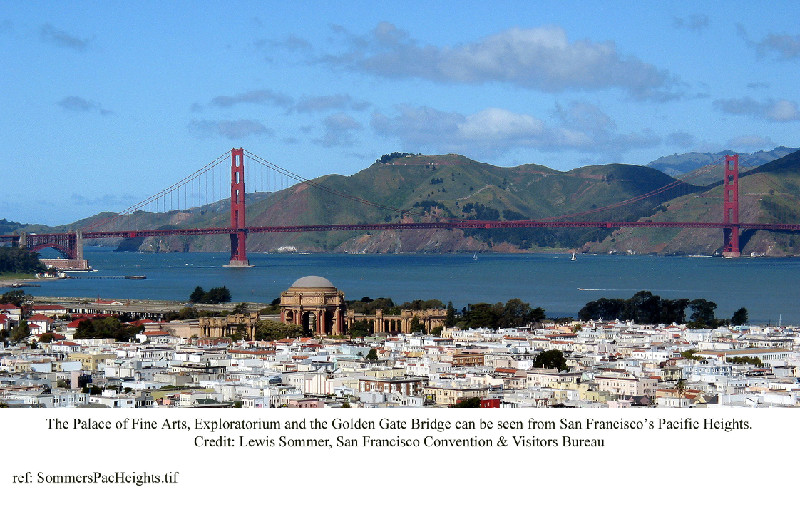 The Palace of Fine Arts, Exploratorium and the Golden Gate Bridge can be seen from San Francisco's Pacific Heights.
Credit: Lewis Sommer, San Francisco Convention & Visitors Bureau
ref: SommersPacHeights.tif